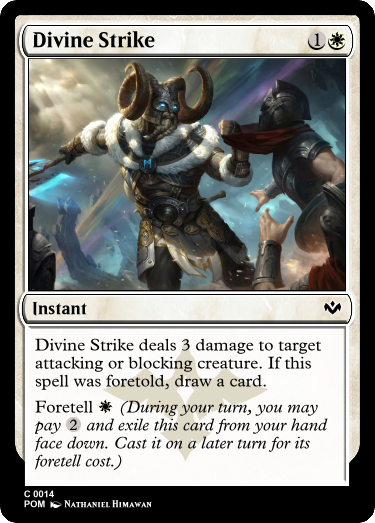 Divine Strike 1
Instant
Divine Strike deals 3 damage to target
attacking or blocking creature. If this
spell was foretold, draw a card.
Foretell (During your turn, you may
pay 2 and exile this card from your hand
face down. Cast it on a later turn for its
foretell cost.)
C 0014
POM Nathaniel Himawan